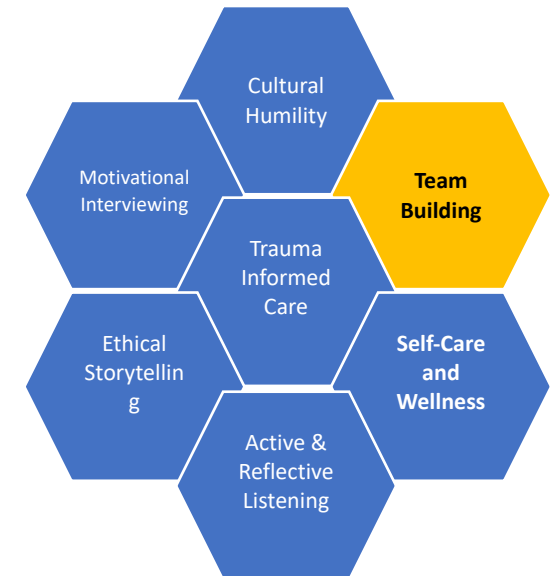 Cultural
Humility
Motivational
Interviewing
Team
Building
Trauma
Informed
Care
Ethical
Storytellin
g
Self-Care
and
Wellness
Active &
Reflective
Listening